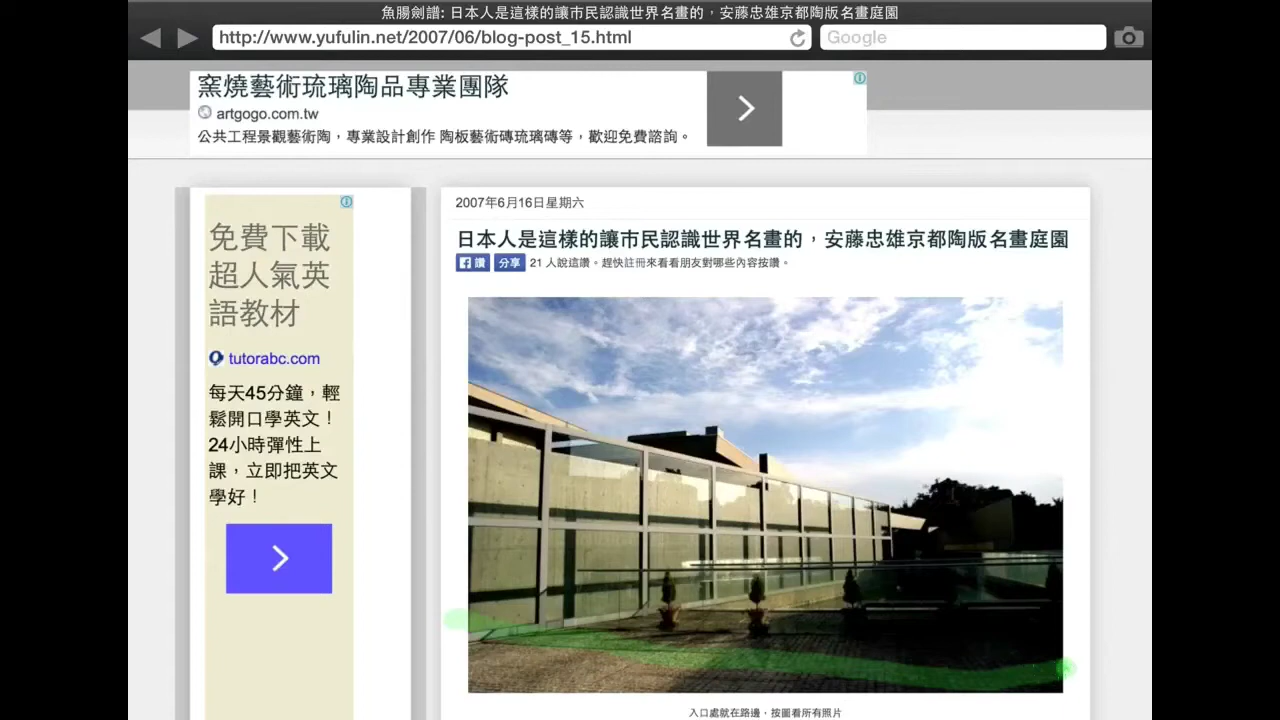 魚腸劍譜: 日本人是這樣的讓市民認識世界名畫的，安藤忠雄京都陶版名畫庭園
http://www.yufulin.net/2007/06/blog-post_15.html
Google
窯燒藝術琉璃陶品專業團隊
artgogo.com.tw
公共工程景觀藝術陶，專業設計創作 陶板藝術磚琉璃磚等，歡迎免費諮詢。
免費下載
超人氣英
語教材
tutorabc.com
每天45分鐘，輕
鬆開口學英文！
24小時彈性上
課，立即把英文
學好！
2007年6月16日星期六
日本人是這樣的讓市民認識世界名畫的，安藤忠雄京都陶版名畫庭園
讚 分享 21 人說這讚。趕快註冊來看看朋友對哪些內容按讚。
入口處就在路邊，按圖看所有照片